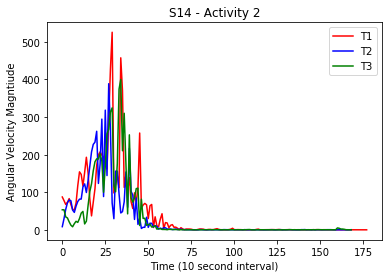 S14 - Activity 2
T1
T2
T3
Angular Velocity Magntiude
500
400
300
200
100
0
0 25 50 75 100 125 150 175
Time (10 second interval)